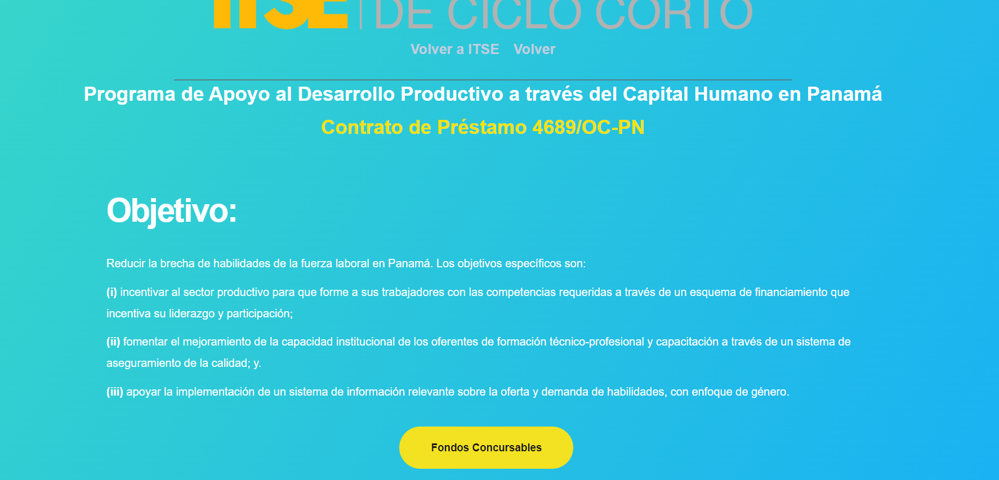 ITSE DE CICLO CORTO
Volver a ITSE Volver
Programa de Apoyo al Desarrollo Productivo a través del Capital Humano en Panamá
Contrato de Préstamo 4689/OC-PN
Objetivo:
Reducir la brecha de habilidades de la fuerza laboral en Panamá. Los objetivos específicos son:
(i) incentivar al sector productivo para que forme a sus trabajadores con las competencias requeridas a través de un esquema de financiamiento que
incentiva su liderazgo y participación;
(ii) fomentar el mejoramiento de la capacidad institucional de los oferentes de formación técnico-profesional y capacitación a través de un sistema de
aseguramiento de la calidad; y.
(iii) apoyar la implementación de un sistema de información relevante sobre la oferta y demanda de habilidades, con enfoque de género.
Fondos Concursables